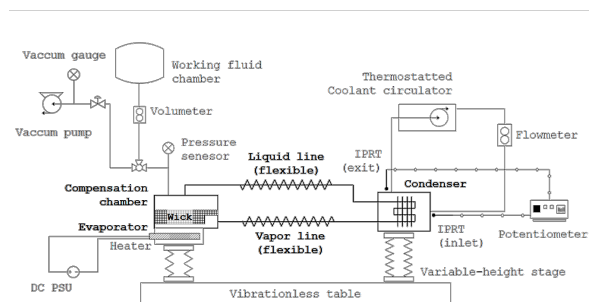 Vaccum gauge
Working fluid
chamber
Thermostatted
Coolant circulator
Volumeter
Vaccum pump
Flowmeter
Pressure
senesor
Liquid line
(flexible)
IPRT
(exit)
Condenser
Compensation
chamber
Wick
Evaporator
Heater
Vapor line
(flexible)
IPRT
(inlet)
Potentiometer
Variable-height stage
DC PSU
Vibrationless table